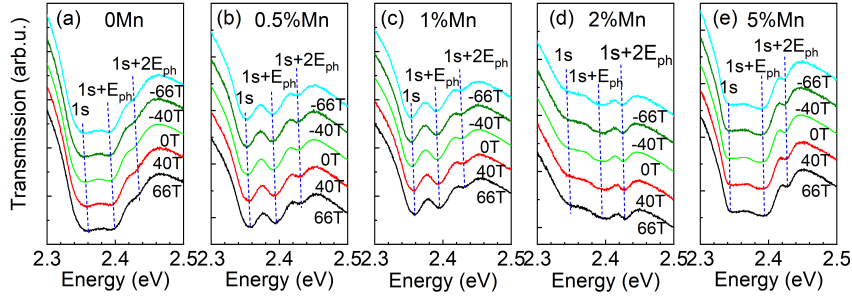 (a) 0Mn
(b) 0.5%Mn
(c) 1%Mn
(d) 2%Mn
(e) 5%Mn
Transmission (arb.u.)
1s
1s+Eph
1s+2Eph
-66T
-40T
0T
40T
66T
1s
1s+Eph
1s+2Eph
-66T
-40T
0T
40T
66T
1s
1s+Eph
1s+2Eph
-66T
-40T
0T
40T
66T
1s
1s+Eph
1s+2Eph
-66T
-40T
0T
40T
66T
1s
1s+Eph
1s+2Eph
-66T
-40T
0T
40T
66T
2.3 2.4 2.5
2.3 2.4 2.5
2.3 2.4 2.5
2.3 2.4 2.5
2.3 2.4 2.5
Energy (eV)
Energy (eV)
Energy (eV)
Energy (eV)
Energy (eV)